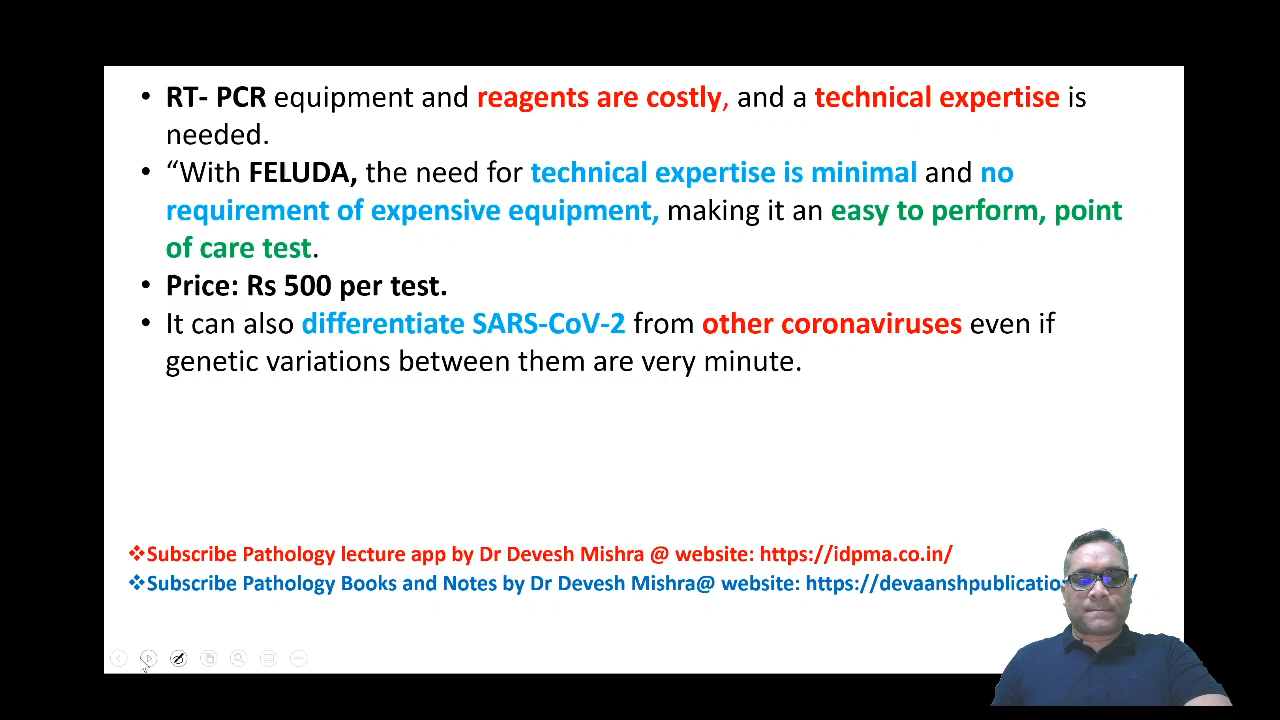 • RT- PCR equipment and reagents are costly, and a technical expertise is
needed.
• “With FELUDA, the need for technical expertise is minimal and no
requirement of expensive equipment, making it an easy to perform, point
of care test.
• Price: Rs 500 per test.
• It can also differentiate SARS-CoV-2 from other coronaviruses even if
genetic variations between them are very minute.
❖Subscribe Pathology lecture app by Dr Devesh Mishra @ website: https://idpma.co.in/
❖Subscribe Pathology Books and Notes by Dr Devesh Mishra@ website: